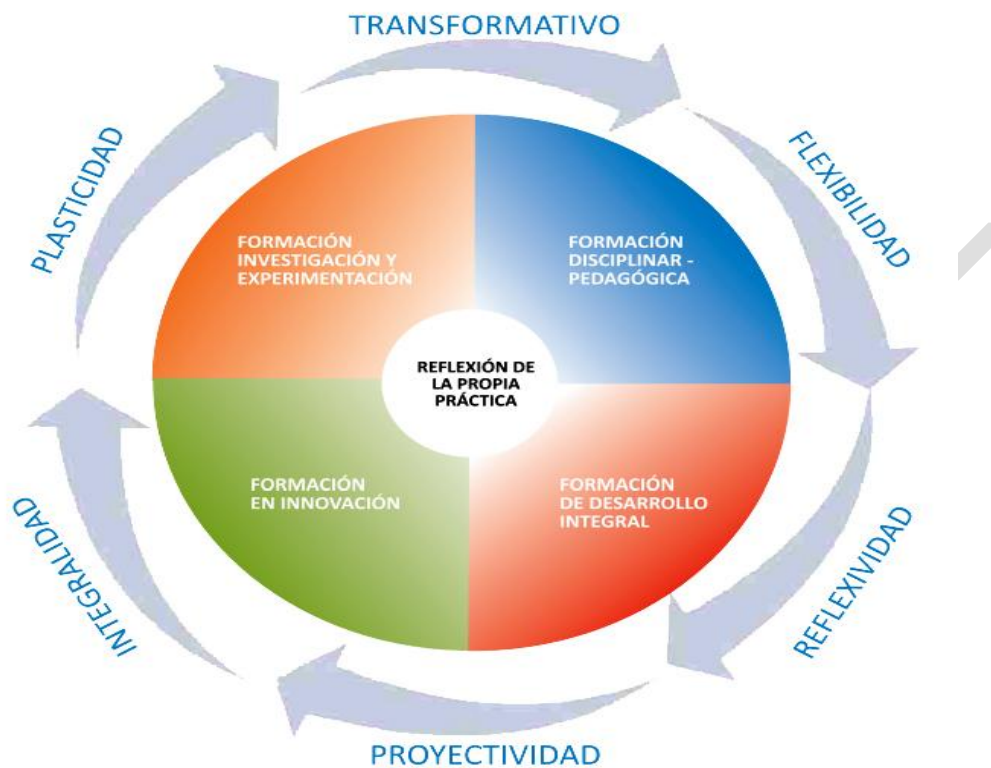 TRANSFORMATIVO
PLASTICIDAD
FLEXIBILIDAD
FORMACIÓN
INVESTIGACIÓN Y
EXPERIMENTACIÓN
FORMACIÓN
DISCIPLINAR -
PEDAGÓGICA
REFLEXIÓN DE
LA PROPIA
PRÁCTICA
FORMACIÓN
EN INNOVACIÓN
FORMACIÓN
DE DESARROLLO
INTEGRAL
INTEGRALIDAD
REFLEXIVIDAD
PROYECTIVIDAD